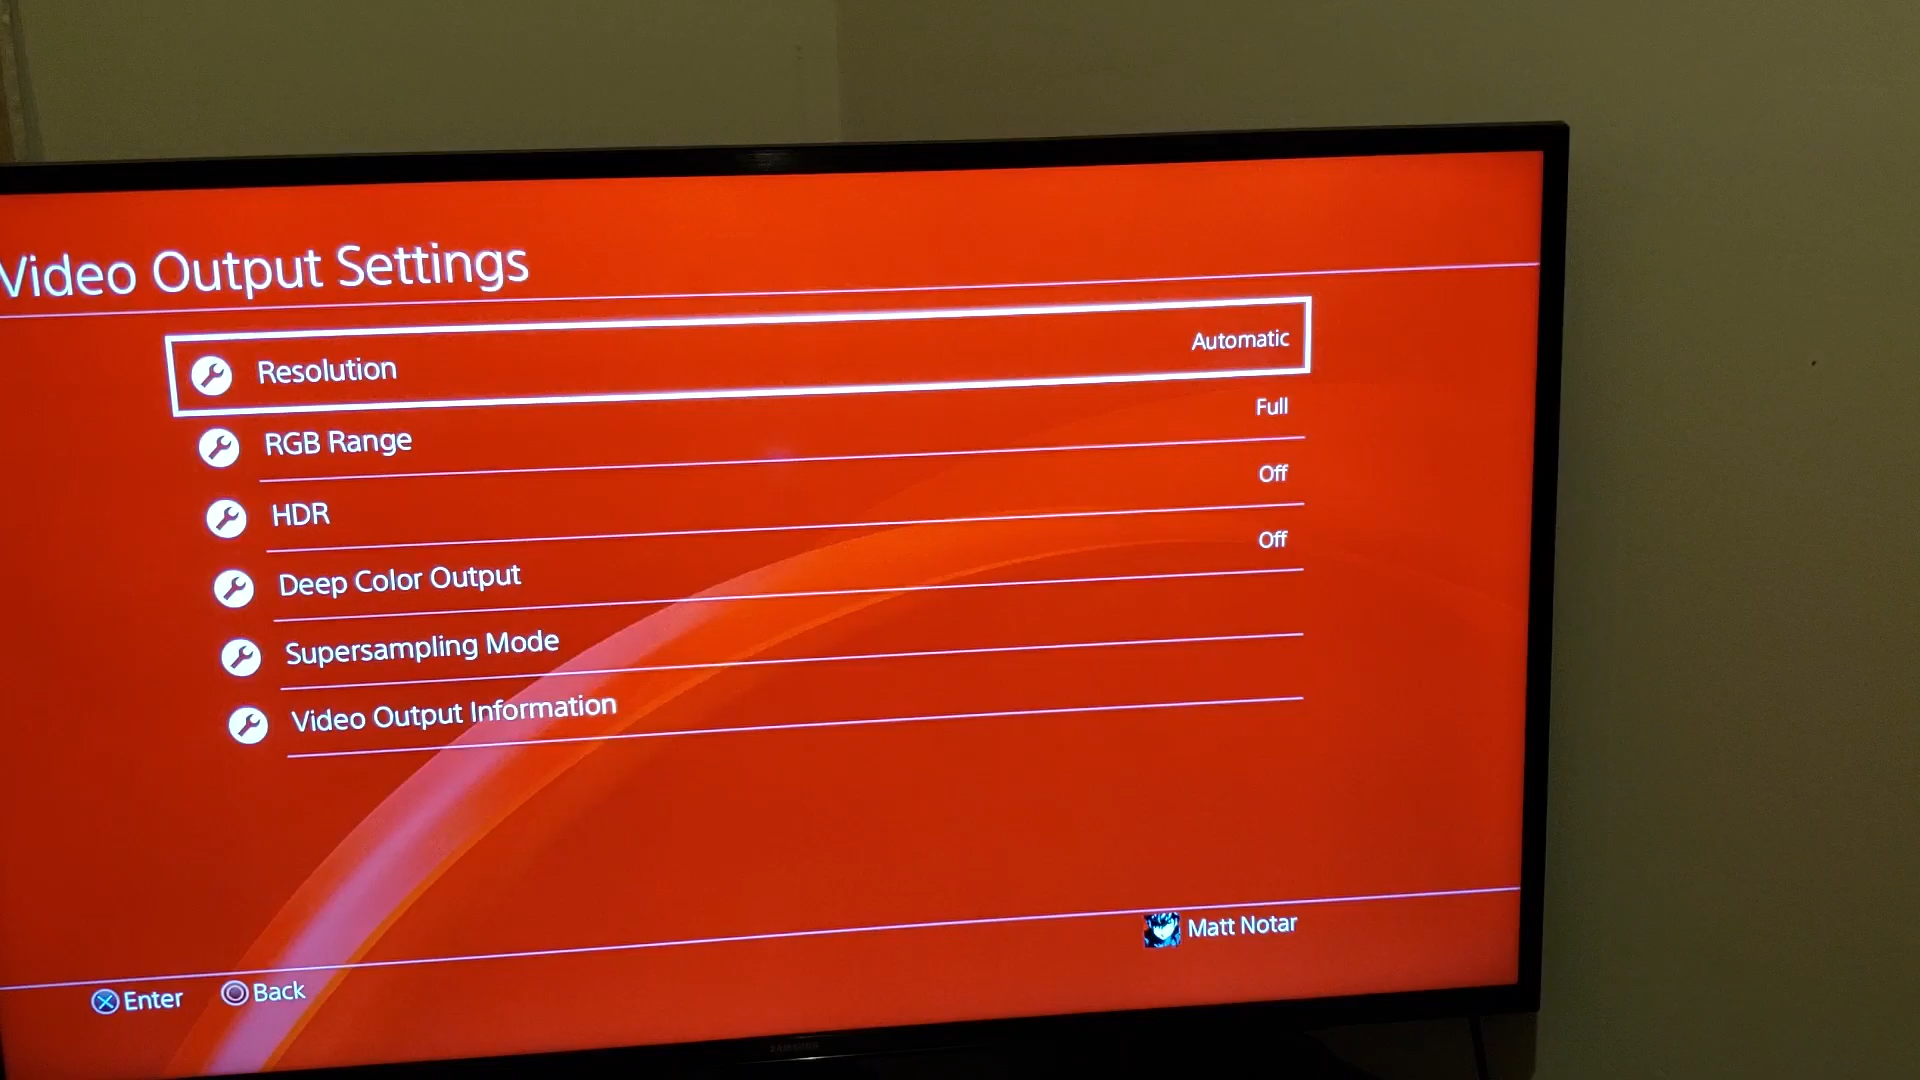 Video Output Settings
Resolution Automatic
RGB Range Full
HDR Off
Deep Color Output Off
Supersampling Mode
Video Output Information
Matt Notar
Enter Back
SAMSUNG